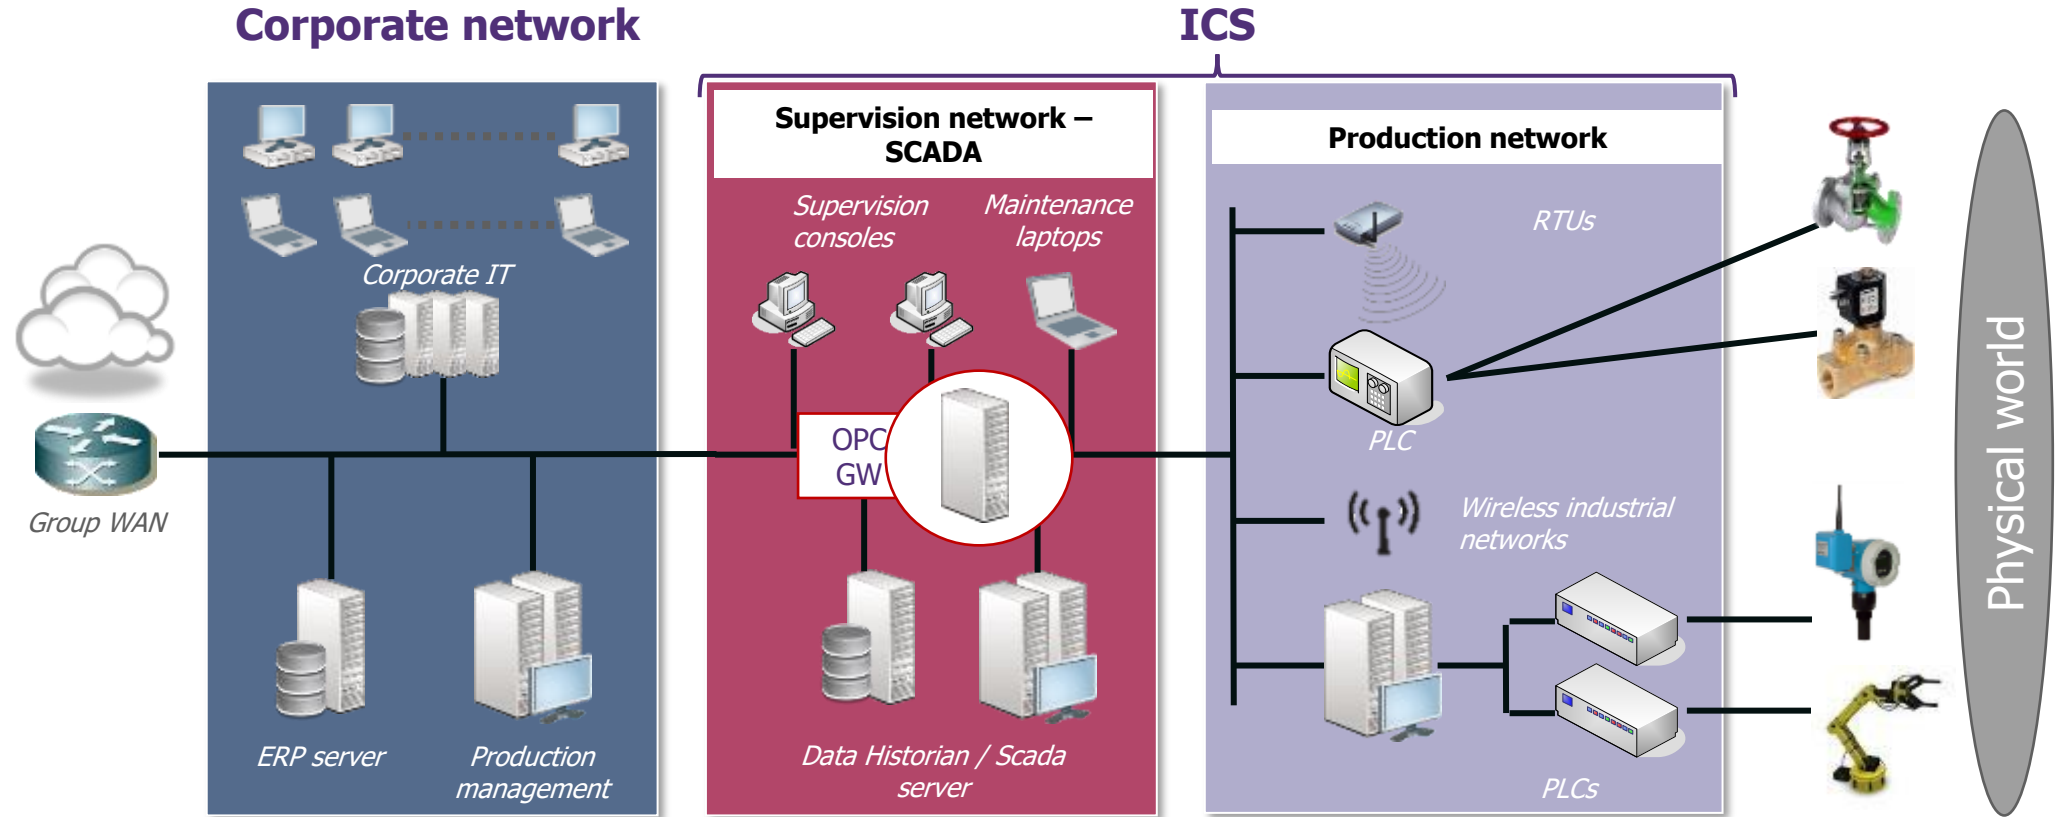 Corporate network
ICS
Supervision network –
SCADA
Production network
Supervision
consoles
Maintenance
laptops
RTUs
Corporate IT
OPC
GW
PLC
Group WAN
Wireless industrial
networks
ERP server
Production
management
Data Historian / Scada
server
PLCs
Physical world